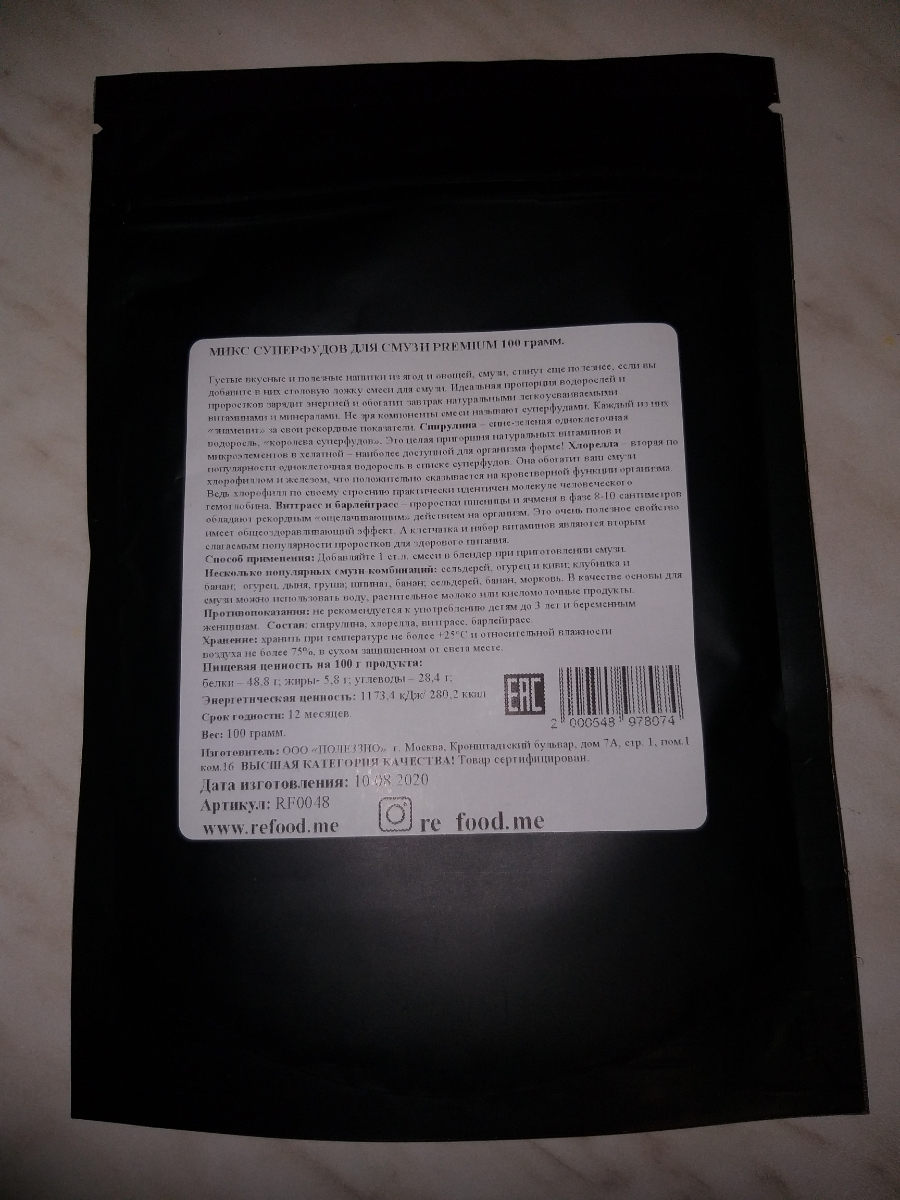 МИКС СУПЕРФУДОВ ДЛЯ СМУЗИ PREMIUM 100 грамм.
Густые вкусные и полезные напитки из ягод и овощей, смузи, станут еще полезнее, если вы
добавите в них столовую ложку смеси для смузи. Идеальная пропорция водорослей и
проростков зарядит энергией и обогатит завтрак натуральными легкоусваиваемыми
витаминами и минералами. Не зря компоненты смеси называют суперфудами. Каждый из них
«знаменит» за свои рекордные показатели. Спирулина – сине-зеленая одноклеточная
водоросль, «королева суперфудов». Это целая пригоршня натуральных витаминов и
микроэлементов в хелатной – наиболее доступной для организма форме! Хлорелла – вторая по
популярности одноклеточная водоросль в списке суперфудов. Она обогатит ваш смузи
хлорофиллом и железом, что положительно сказывается на кроветворной функции организма.
Ведь хлорофилл по своему строению практически идентичен молекуле человеческого
гемоглобина. Витграсс и барлейграсс – проростки пшеницы и ячменя в фазе 8-10 сантиметров
обладают рекордным «ощелачивающим» действием на организм. Это очень полезное свойство
имеет общеоздоравливающий эффект. А клетчатка и набор витаминов являются вторым
слагаемым популярности проростков для здорового питания.
Способ применения: Добавляйте 1 ст.л. смеси в блендер при приготовлении смузи.
Несколько популярных смузи-комбинаций: сельдерей, огурец и киви; клубника и
банан; огурец, дыня, груша; шпинат, банан; сельдерей, банан, морковь. В качестве основы для
смузи можно использовать воду, растительное молоко или кисломолочные продукты.
Противопоказания: не рекомендуется к употреблению детям до 3 лет и беременным
женщинам. Состав: спирулина, хлорелла, витграсс, барлейграсс.
Хранение: хранить при температуре не более +25°С и относительной влажности
воздуха не более 75%, в сухом защищенном от света месте.
Пищевая ценность на 100 г продукта:
белки – 48,8 г; жиры- 5,8 г; углеводы – 28,4 г;
Энергетическая ценность: 1173,4 кДж/ 280,2 ккал
Срок годности: 12 месяцев
Вес: 100 грамм.
EAC
2 000548 978074
Изготовитель: ООО «ПОЛЕЗЗНО» г. Москва, Кронштадтский бульвар, дом 7А, стр. 1, пом.1
ком.16 ВЫСШАЯ КАТЕГОРИЯ КАЧЕСТВА! Товар сертифицирован.
Дата изготовления: 10.08.2020
Артикул: RF0048
www.refood.me
re food.me